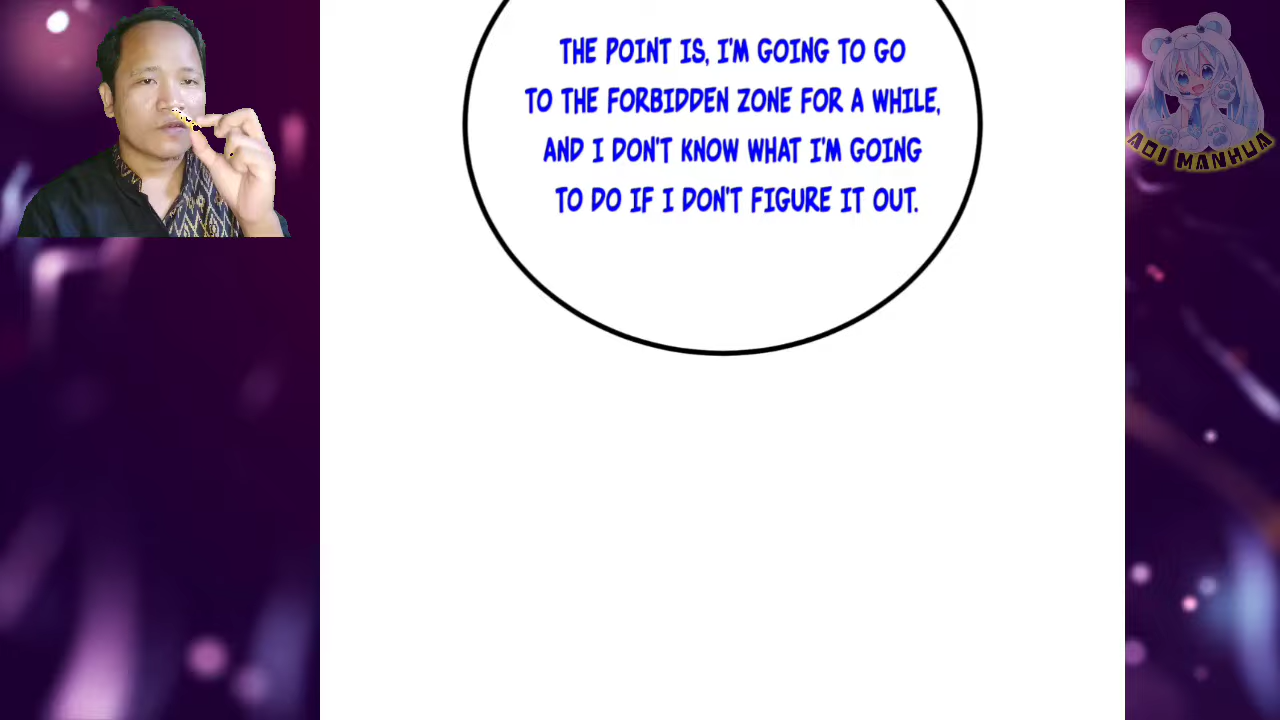 THE POINT IS, I'M GOING TO GO
TO THE FORBIDDEN ZONE FOR A WHILE,
AND I DON'T KNOW WHAT I'M GOING
TO DO IF I DON'T FIGURE IT OUT.
AOI MANHUA